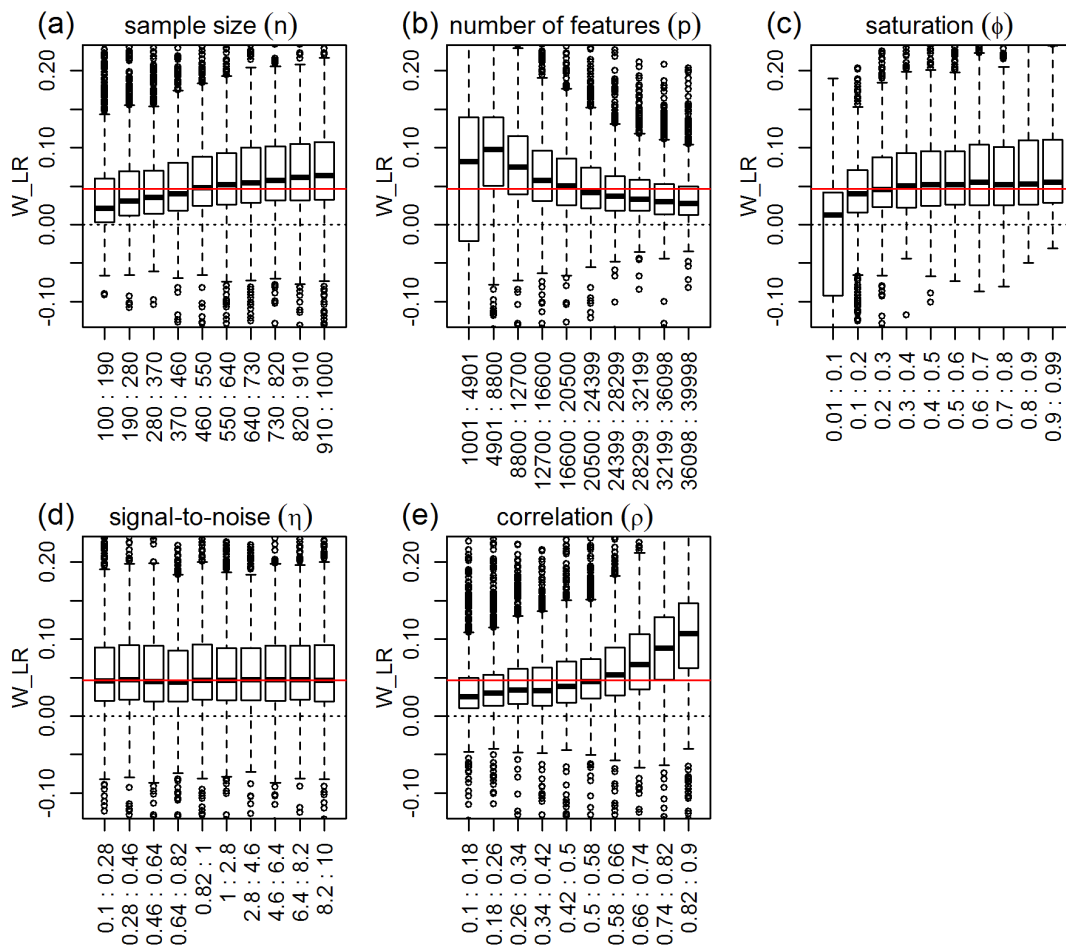 (a) sample size (n)
W_LR
-0.10 0.00 0.10 0.20
100 : 190
190 : 280
280 : 370
370 : 460
460 : 550
550 : 640
640 : 730
730 : 820
820 : 910
910 : 1000
(b) number of features (p)
W_LR
-0.10 0.00 0.10 0.20
1001 : 4901
4901 : 8800
8800 : 12700
12700 : 16600
16600 : 20500
20500 : 24399
24399 : 28299
28299 : 32199
32199 : 36098
36098 : 39998
(c) saturation (ϕ)
W_LR
-0.10 0.00 0.10 0.20
0.01 : 0.1
0.1 : 0.2
0.2 : 0.3
0.3 : 0.4
0.4 : 0.5
0.5 : 0.6
0.6 : 0.7
0.7 : 0.8
0.8 : 0.9
0.9 : 0.99
(d) signal-to-noise (η)
W_LR
-0.10 0.00 0.10 0.20
0.1 : 0.28
0.28 : 0.46
0.46 : 0.64
0.64 : 0.82
0.82 : 1
1 : 2.8
2.8 : 4.6
4.6 : 6.4
6.4 : 8.2
8.2 : 10
(e) correlation (ρ)
W_LR
-0.10 0.00 0.10 0.20
0.1 : 0.18
0.18 : 0.26
0.26 : 0.34
0.34 : 0.42
0.42 : 0.5
0.5 : 0.58
0.58 : 0.66
0.66 : 0.74
0.74 : 0.82
0.82 : 0.9